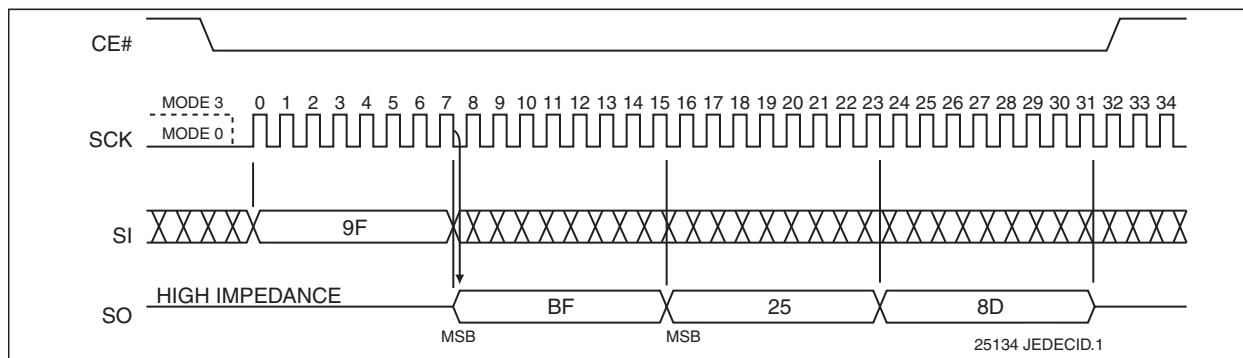 CE#
MODE 3
0 1 2 3 4 5 6 7 8 9 10 11 12 13 14 15 16 17 18 19 20 21 22 23 24 25 26 27 28 29 30 31 32 33 34
MODE 0
SCK
SI
9F
HIGH IMPEDANCE
SO
BF
25
8D
MSB
MSB
25134 JEDECID.1